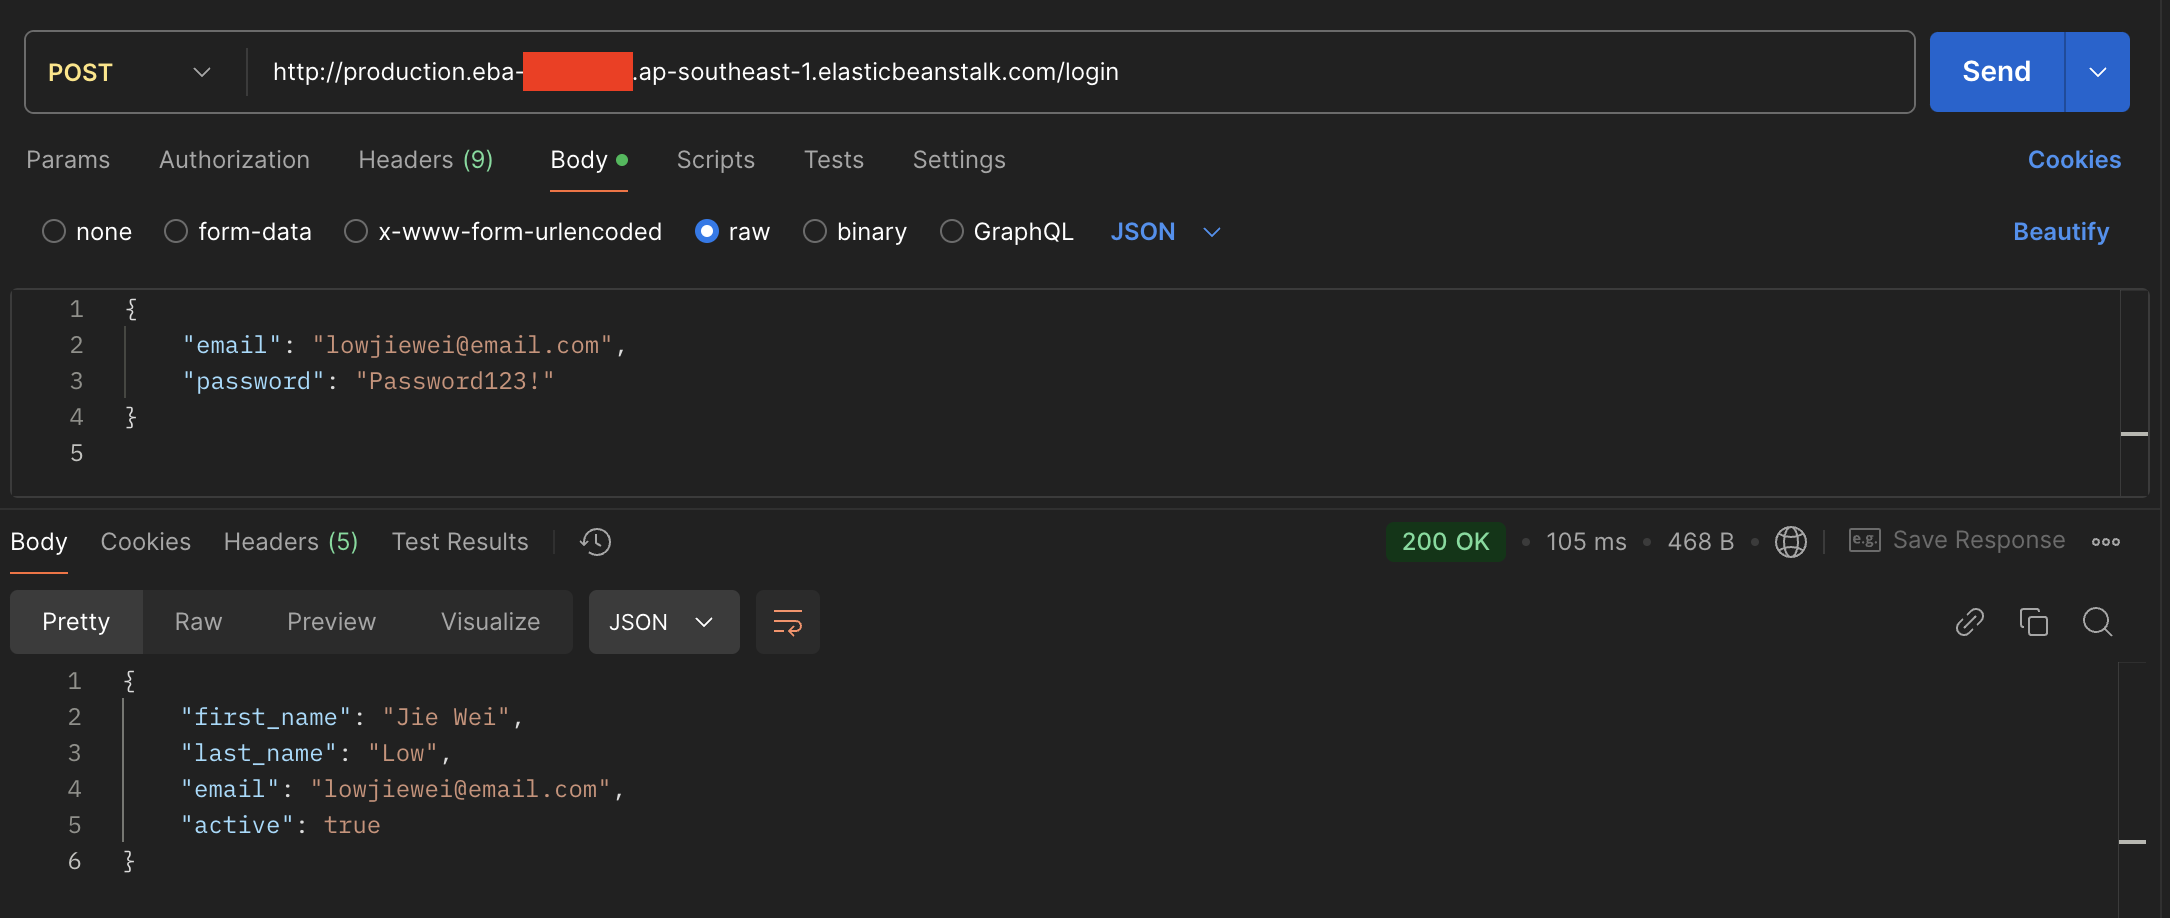 POST
http://production.eba- .ap-southeast-1.elasticbeanstalk.com/login
Send
Params Authorization Headers (9) Body Scripts Tests Settings Cookies
none form-data x-www-form-urlencoded raw binary GraphQL JSON Beautify
1 {
2 "email": "lowjiewei@email.com",
3 "password": "Password123!"
4 }
5
Body Cookies Headers (5) Test Results 200 OK • 105 ms • 468 B • e.g. Save Response
Pretty Raw Preview Visualize JSON
1 {
2 "first_name": "Jie Wei",
3 "last_name": "Low",
4 "email": "lowjiewei@email.com",
5 "active": true
6 }